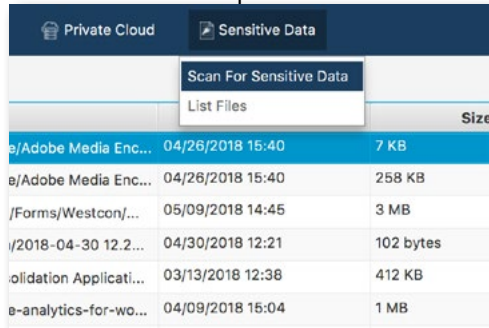 Private Cloud Sensitive Data
Scan For Sensitive Data
List Files
Size
e/Adobe Media Enc... 04/26/2018 15:40 7 KB
e/Adobe Media Enc... 04/26/2018 15:40 258 KB
/Forms/Westcon/... 05/09/2018 14:45 3 MB
/2018-04-30 12.2... 04/30/2018 12:21 102 bytes
olidation Applicati... 03/13/2018 12:38 412 KB
e-analytics-for-wo... 04/09/2018 15:04 1 MB